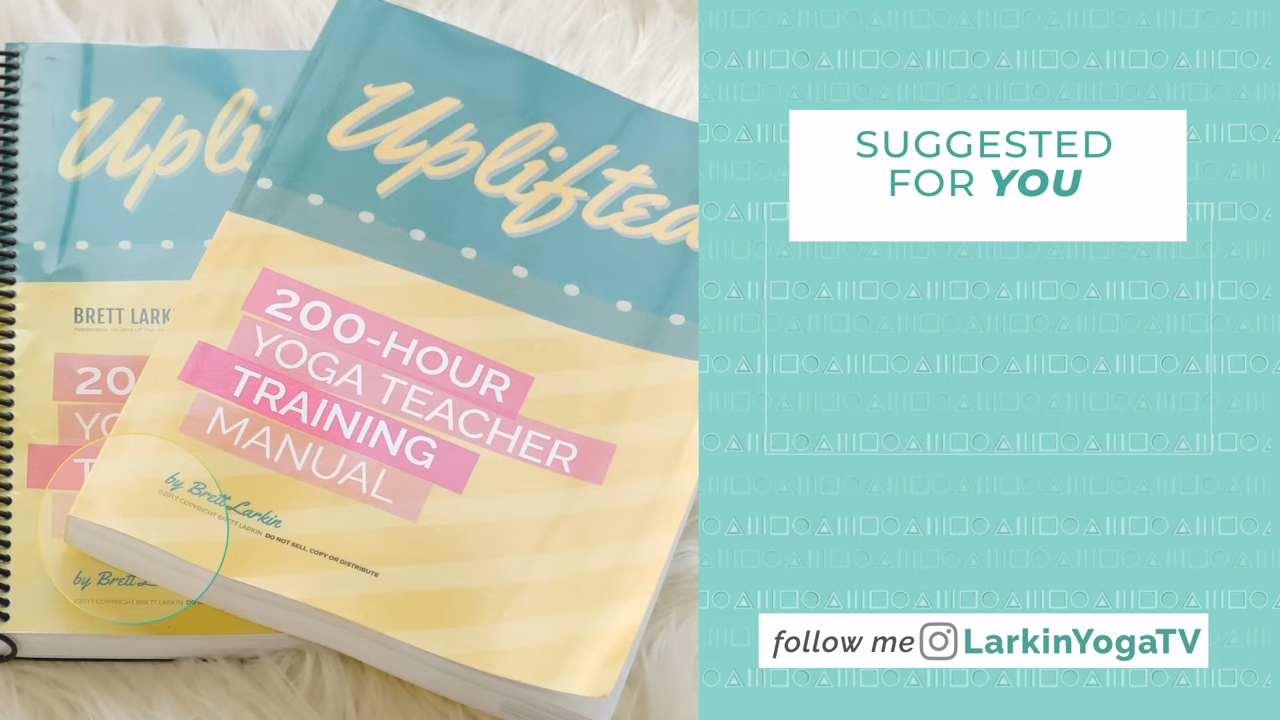 Upli
BRETT LARK
20
YO
T
by Brett L
©2017 COPYRIGHT BRETT LARKIN.
Uplifted
200-HOUR
YOGA TEACHER
TRAINING
MANUAL
by Brett Larkin
©2017 COPYRIGHT BRETT LARKIN. DO NOT SELL, COPY OR DISTRIBUTE
SUGGESTED
FOR YOU
follow me LarkinYogaTV